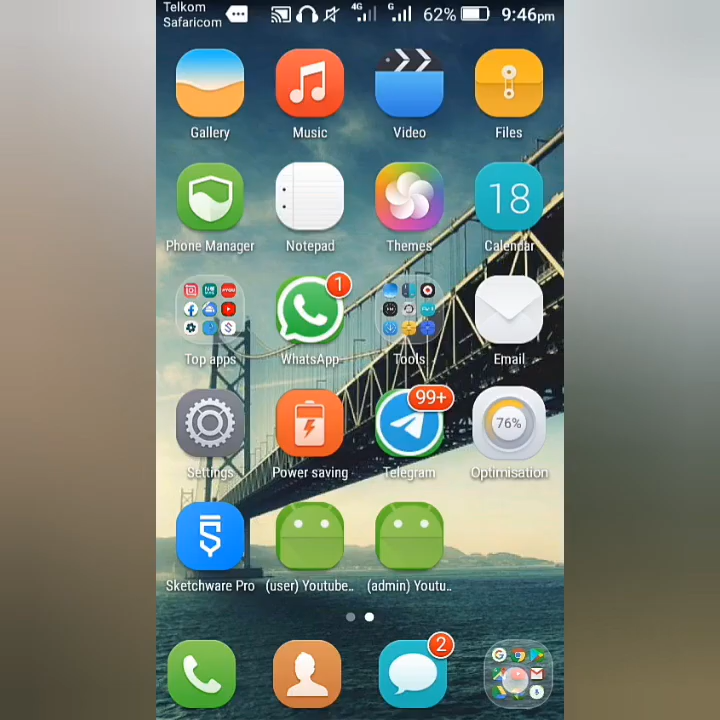 Telkom
Safaricom
4G G 62% 9:46pm
Gallery Music Video Files
18
Phone Manager Notepad Themes Calendar
1
Top apps WhatsApp Tools Email
99+
76%
Settings Power saving Telegram Optimisation
Sketchware Pro (user) Youtube.. (admin) Youtu..
2